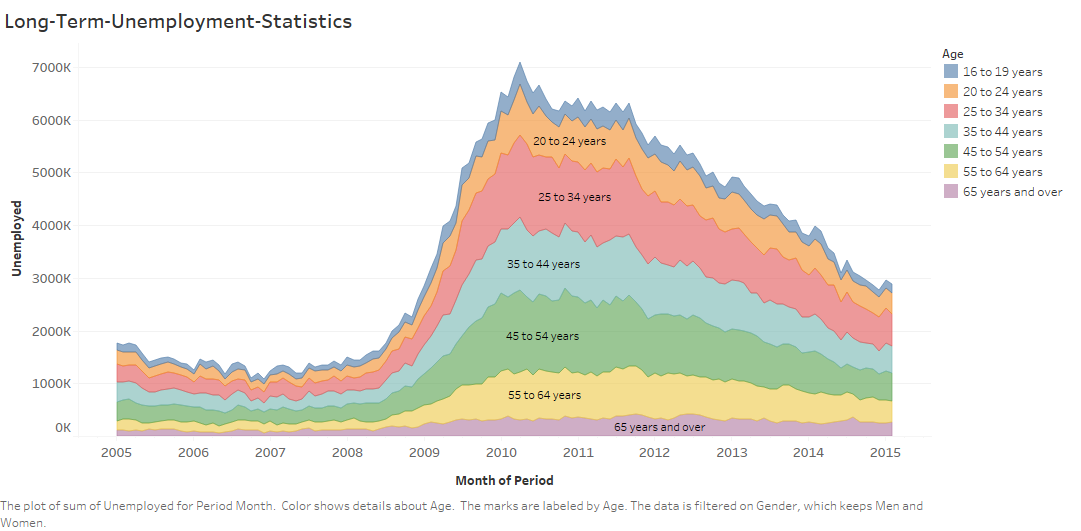 Long-Term-Unemployment-Statistics
Age
16 to 19 years
20 to 24 years
25 to 34 years
35 to 44 years
45 to 54 years
55 to 64 years
65 years and over
Unemployed
7000K
6000K
5000K
4000K
3000K
2000K
1000K
0K
20 to 24 years
25 to 34 years
35 to 44 years
45 to 54 years
55 to 64 years
65 years and over
2005 2006 2007 2008 2009 2010 2011 2012 2013 2014 2015
Month of Period
The plot of sum of Unemployed for Period Month. Color shows details about Age. The marks are labeled by Age. The data is filtered on Gender, which keeps Men and
Women.